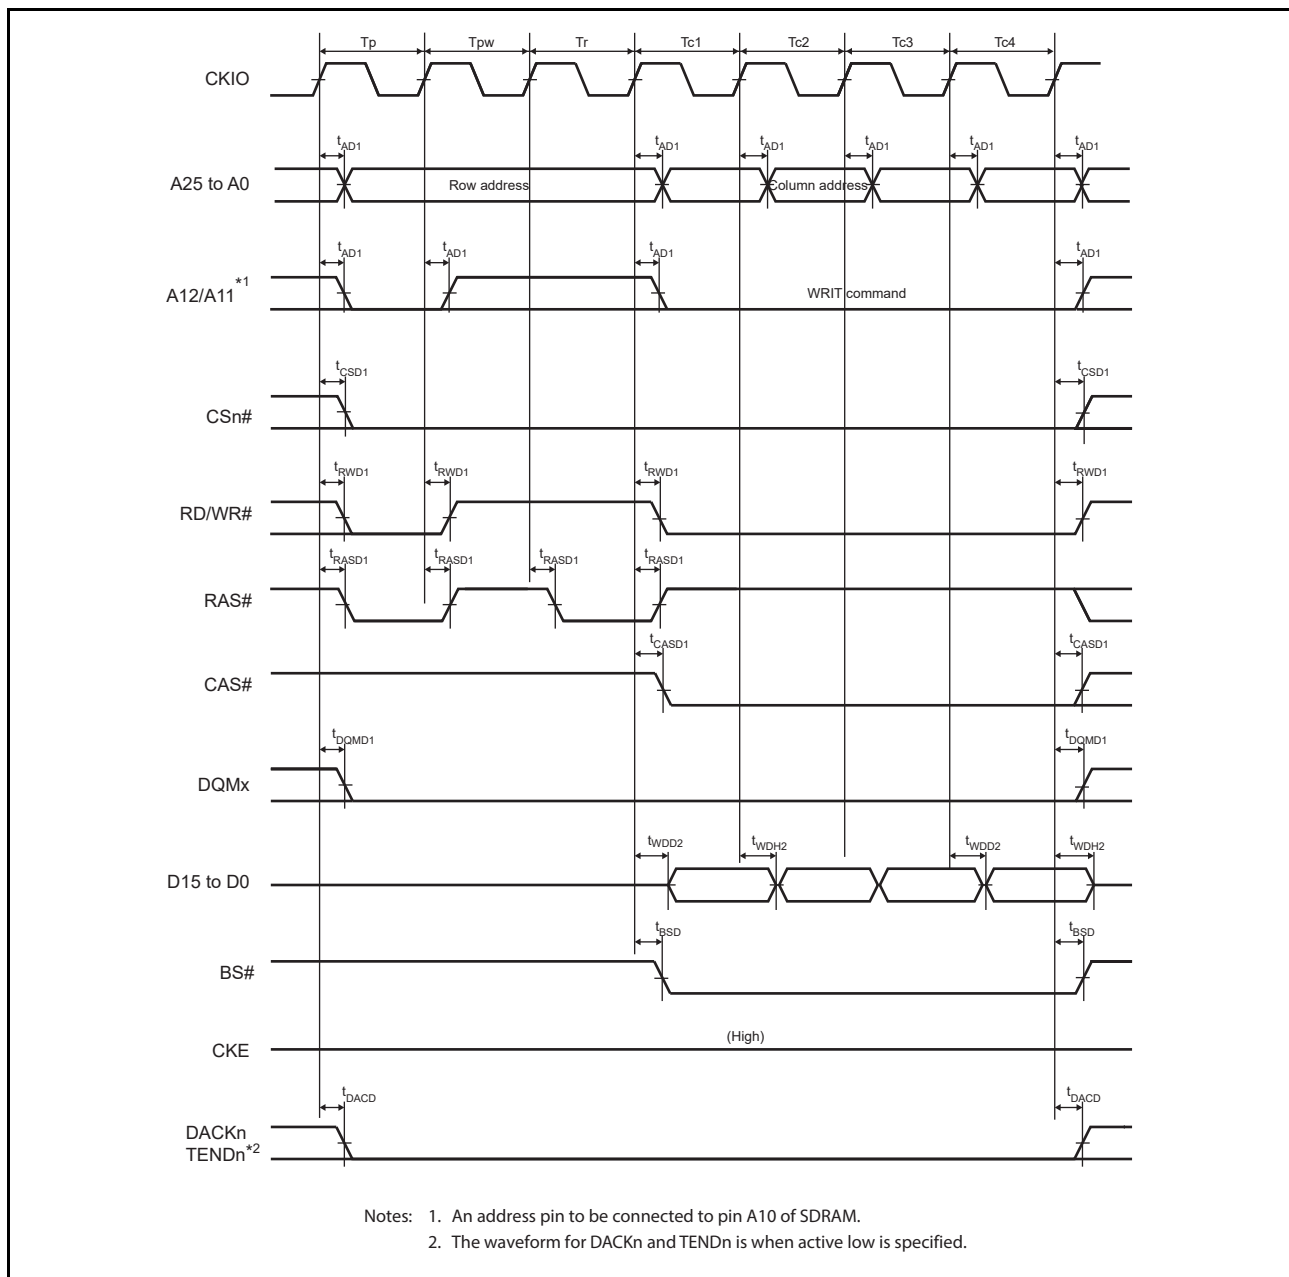 Tp Tpw Tr Tc1 Tc2 Tc3 Tc4
CKIO
tAD1 tAD1 tAD1 tAD1 tAD1 tAD1
A25 to A0 Row address Column address
tAD1 tAD1 tAD1 tAD1
A12/A11*1 WRIT command
tCSD1 tCSD1
CSn#
tRWD1 tRWD1 tRWD1 tRWD1
RD/WR#
tRASD1 tRASD1 tRASD1 tRASD1
RAS#
tCASD1 tCASD1
CAS#
tDQMD1 tDQMD1
DQMx
tWDD2 tWDH2 tWDD2 tWDH2
D15 to D0
tBSD tBSD
BS#
(High)
CKE
tDACD tDACD
DACKn
TENDn*2
Notes: 1. An address pin to be connected to pin A10 of SDRAM.
2. The waveform for DACKn and TENDn is when active low is specified.